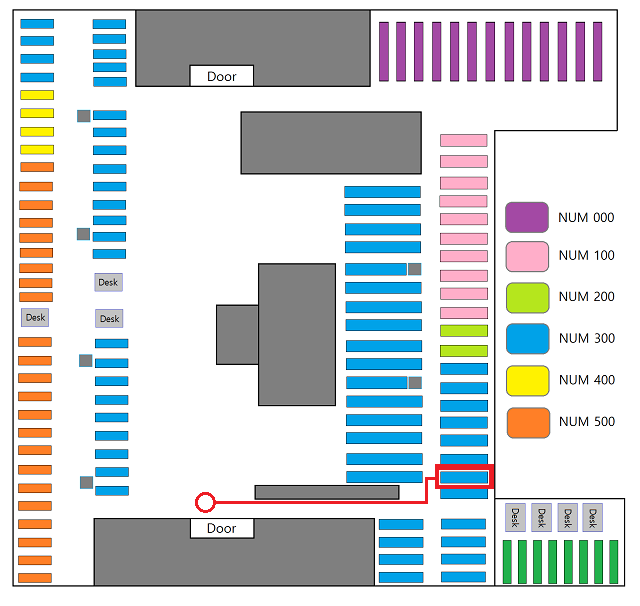 Door
NUM 000
NUM 100
NUM 200
NUM 300
NUM 400
NUM 500
Desk
Desk
Desk
Door
Desk
Desk
Desk
Desk